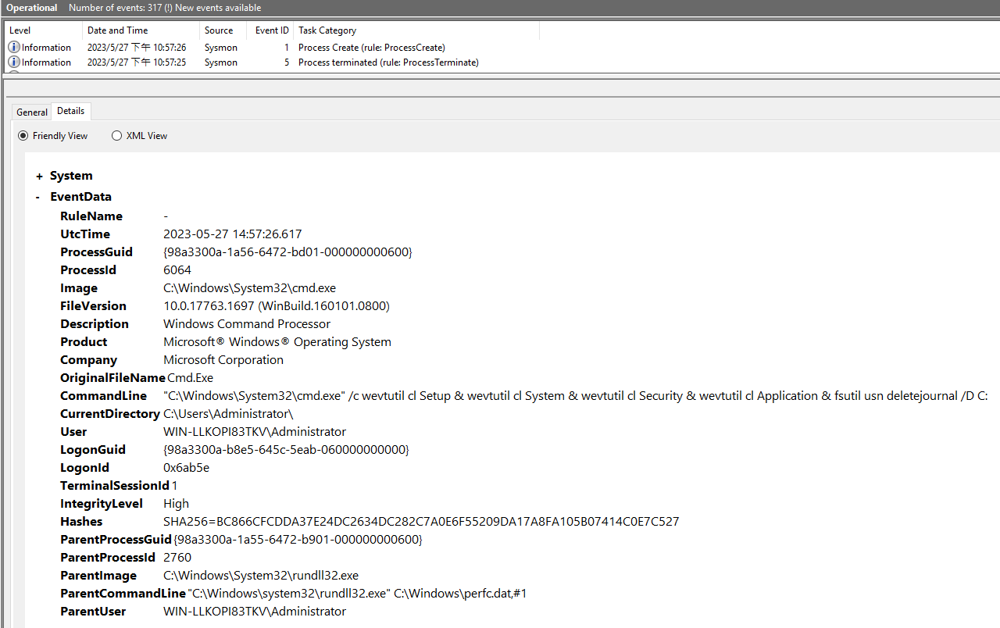 Operational Number of events: 317 (!) New events available
Level Date and Time Source Event ID Task Category
Information 2023/5/27 下午 10:57:26 Sysmon 1 Process Create (rule: ProcessCreate)
Information 2023/5/27 下午 10:57:25 Sysmon 5 Process terminated (rule: ProcessTerminate)
General Details
Friendly View XML View
+ System
- EventData
RuleName -
UtcTime 2023-05-27 14:57:26.617
ProcessGuid {98a3300a-1a56-6472-bd01-000000000600}
ProcessId 6064
Image C:\Windows\System32\cmd.exe
FileVersion 10.0.17763.1697 (WinBuild.160101.0800)
Description Windows Command Processor
Product Microsoft® Windows® Operating System
Company Microsoft Corporation
OriginalFileName Cmd.Exe
CommandLine "C:\Windows\System32\cmd.exe" /c wevtutil cl Setup & wevtutil cl System & wevtutil cl Security & wevtutil cl Application & fsutil usn deletejournal /D C:
CurrentDirectory C:\Users\Administrator\
User WIN-LLKOPI83TKV\Administrator
LogonGuid {98a3300a-b8e5-645c-5eab-060000000000}
LogonId 0x6ab5e
TerminalSessionId 1
IntegrityLevel High
Hashes SHA256=BC866CFCDDA37E24DC2634DC282C7A0E6F55209DA17A8FA105B07414C0E7C527
ParentProcessGuid {98a3300a-1a55-6472-b901-000000000600}
ParentProcessId 2760
ParentImage C:\Windows\System32\rundll32.exe
ParentCommandLine "C:\Windows\system32\rundll32.exe" C:\Windows\perfc.dat,#1
ParentUser WIN-LLKOPI83TKV\Administrator